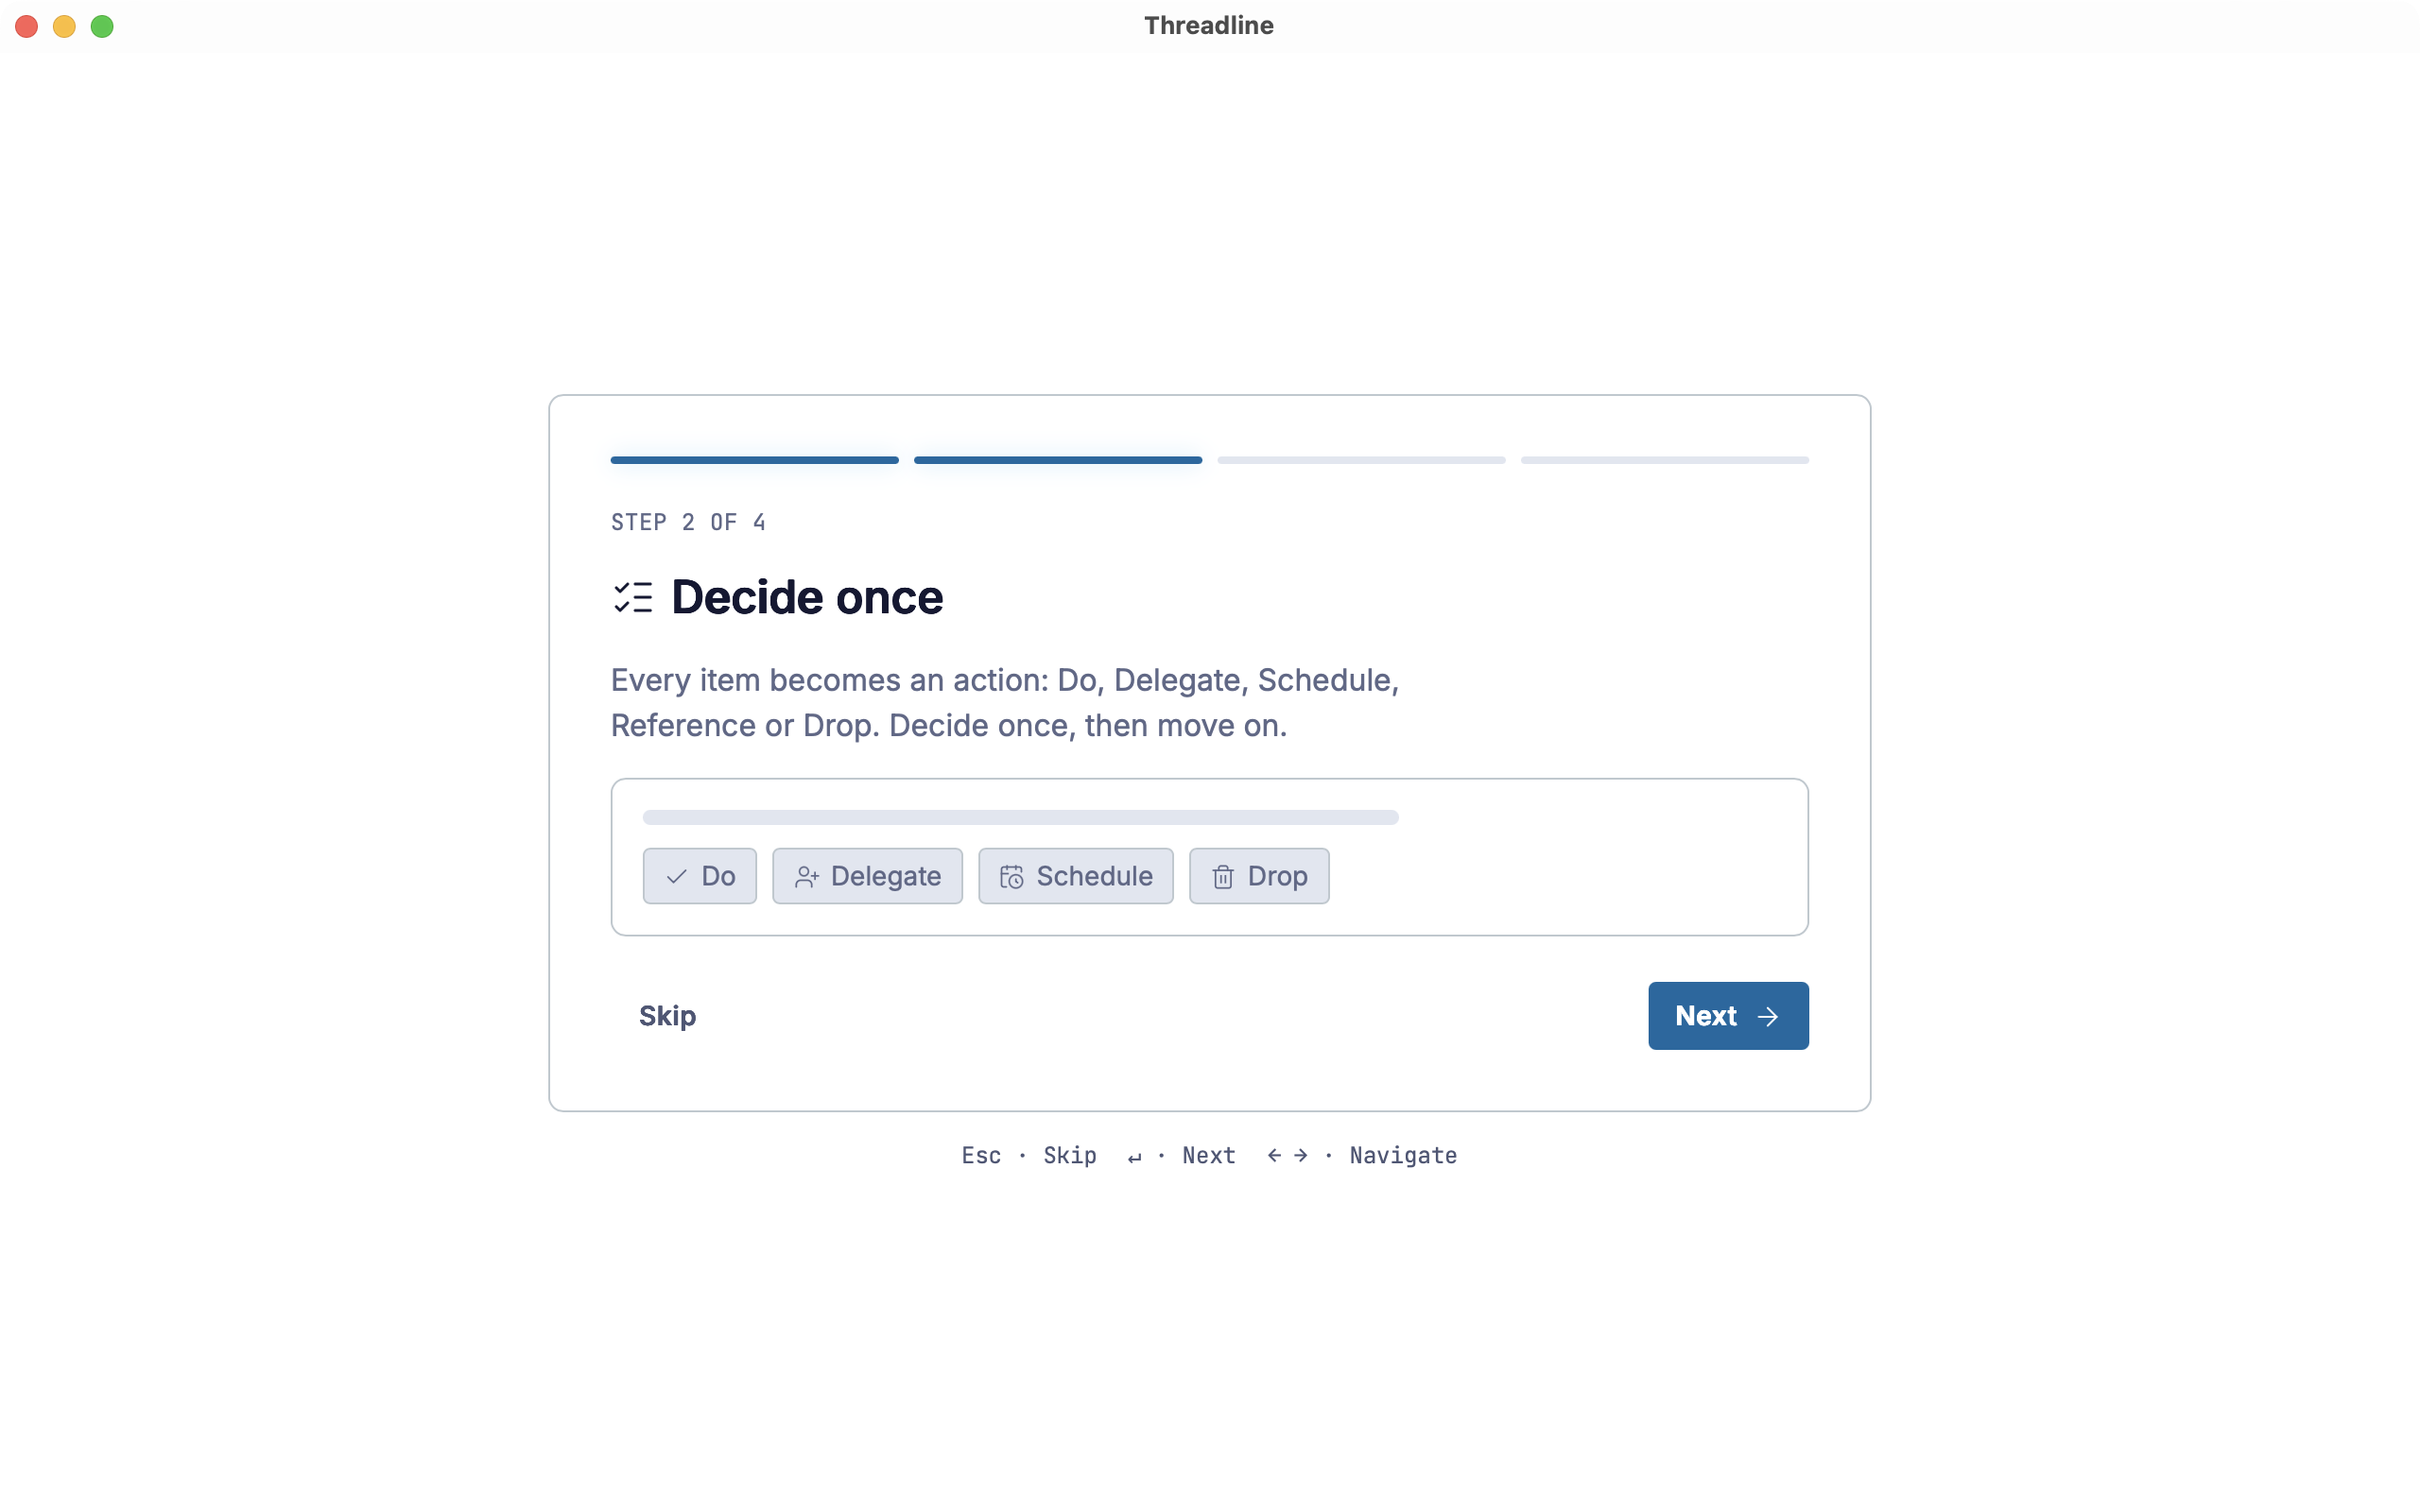 Threadline
STEP 2 OF 4
Decide once
Every item becomes an action: Do, Delegate, Schedule,
Reference or Drop. Decide once, then move on.
Do Delegate Schedule Drop
Skip Next →
Esc · Skip ↵ · Next ← → · Navigate